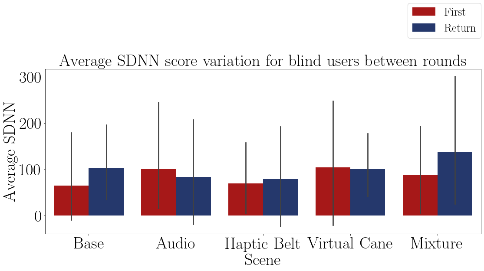 First
Return
Average SDNN score variation for blind users between rounds
Average SDNN
300
200
100
0
Base Audio Haptic Belt Virtual Cane Mixture
Scene